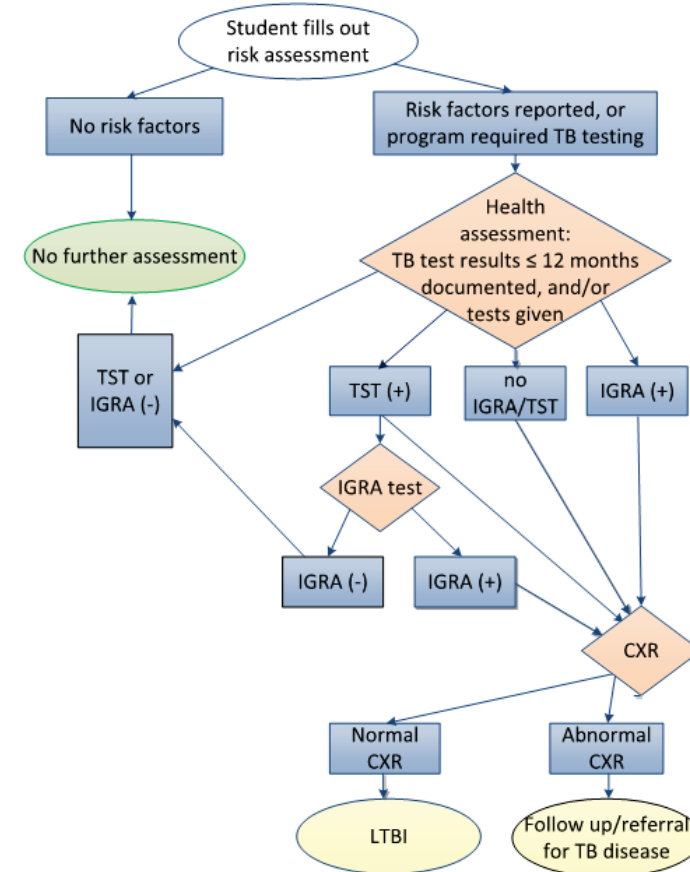 Student fills out
risk assessment
No risk factors
Risk factors reported, or
program required TB testing
Health
assessment:
TB test results ≤ 12 months
documented, and/or
tests given
No further assessment
TST or
IGRA (-)
TST (+)
no
IGRA/TST
IGRA (+)
IGRA test
IGRA (-)
IGRA (+)
CXR
Normal
CXR
Abnormal
CXR
LTBI
Follow up/referral
for TB disease